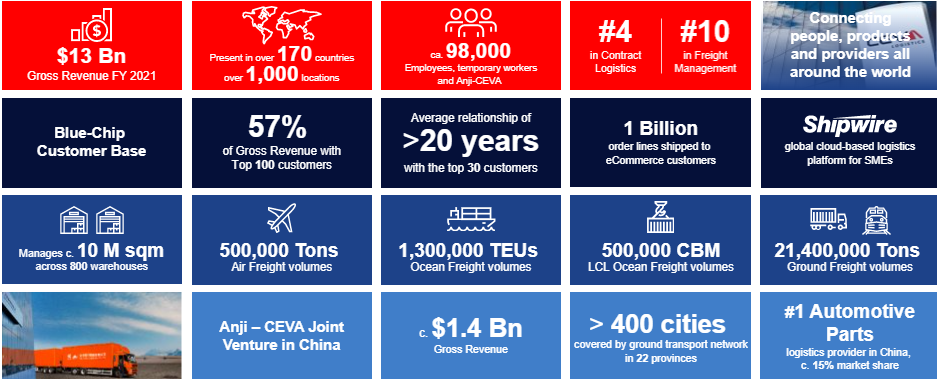 $13 Bn
Gross Revenue FY 2021
Present in over 170 countries
over 1,000 locations
ca. 98,000
Employees, temporary workers
and Anji-CEVA
#4
in Contract
Logistics
#10
in Freight
Management
Connecting
people, products
and providers all
around the world
Blue-Chip
Customer Base
57%
of Gross Revenue with
Top 100 customers
Average relationship of
>20 years
with the top 30 customers
1 Billion
order lines shipped to
eCommerce customers
Shipwire
global cloud-based logistics
platform for SMEs
Manages c. 10 M sqm
across 800 warehouses
500,000 Tons
Air Freight volumes
1,300,000 TEUs
Ocean Freight volumes
500,000 CBM
LCL Ocean Freight volumes
21,400,000 Tons
Ground Freight volumes
Anji – CEVA Joint
Venture in China
c. $1.4 Bn
Gross Revenue
> 400 cities
covered by ground transport network
in 22 provinces
#1 Automotive
Parts
logistics provider in China,
c. 15% market share